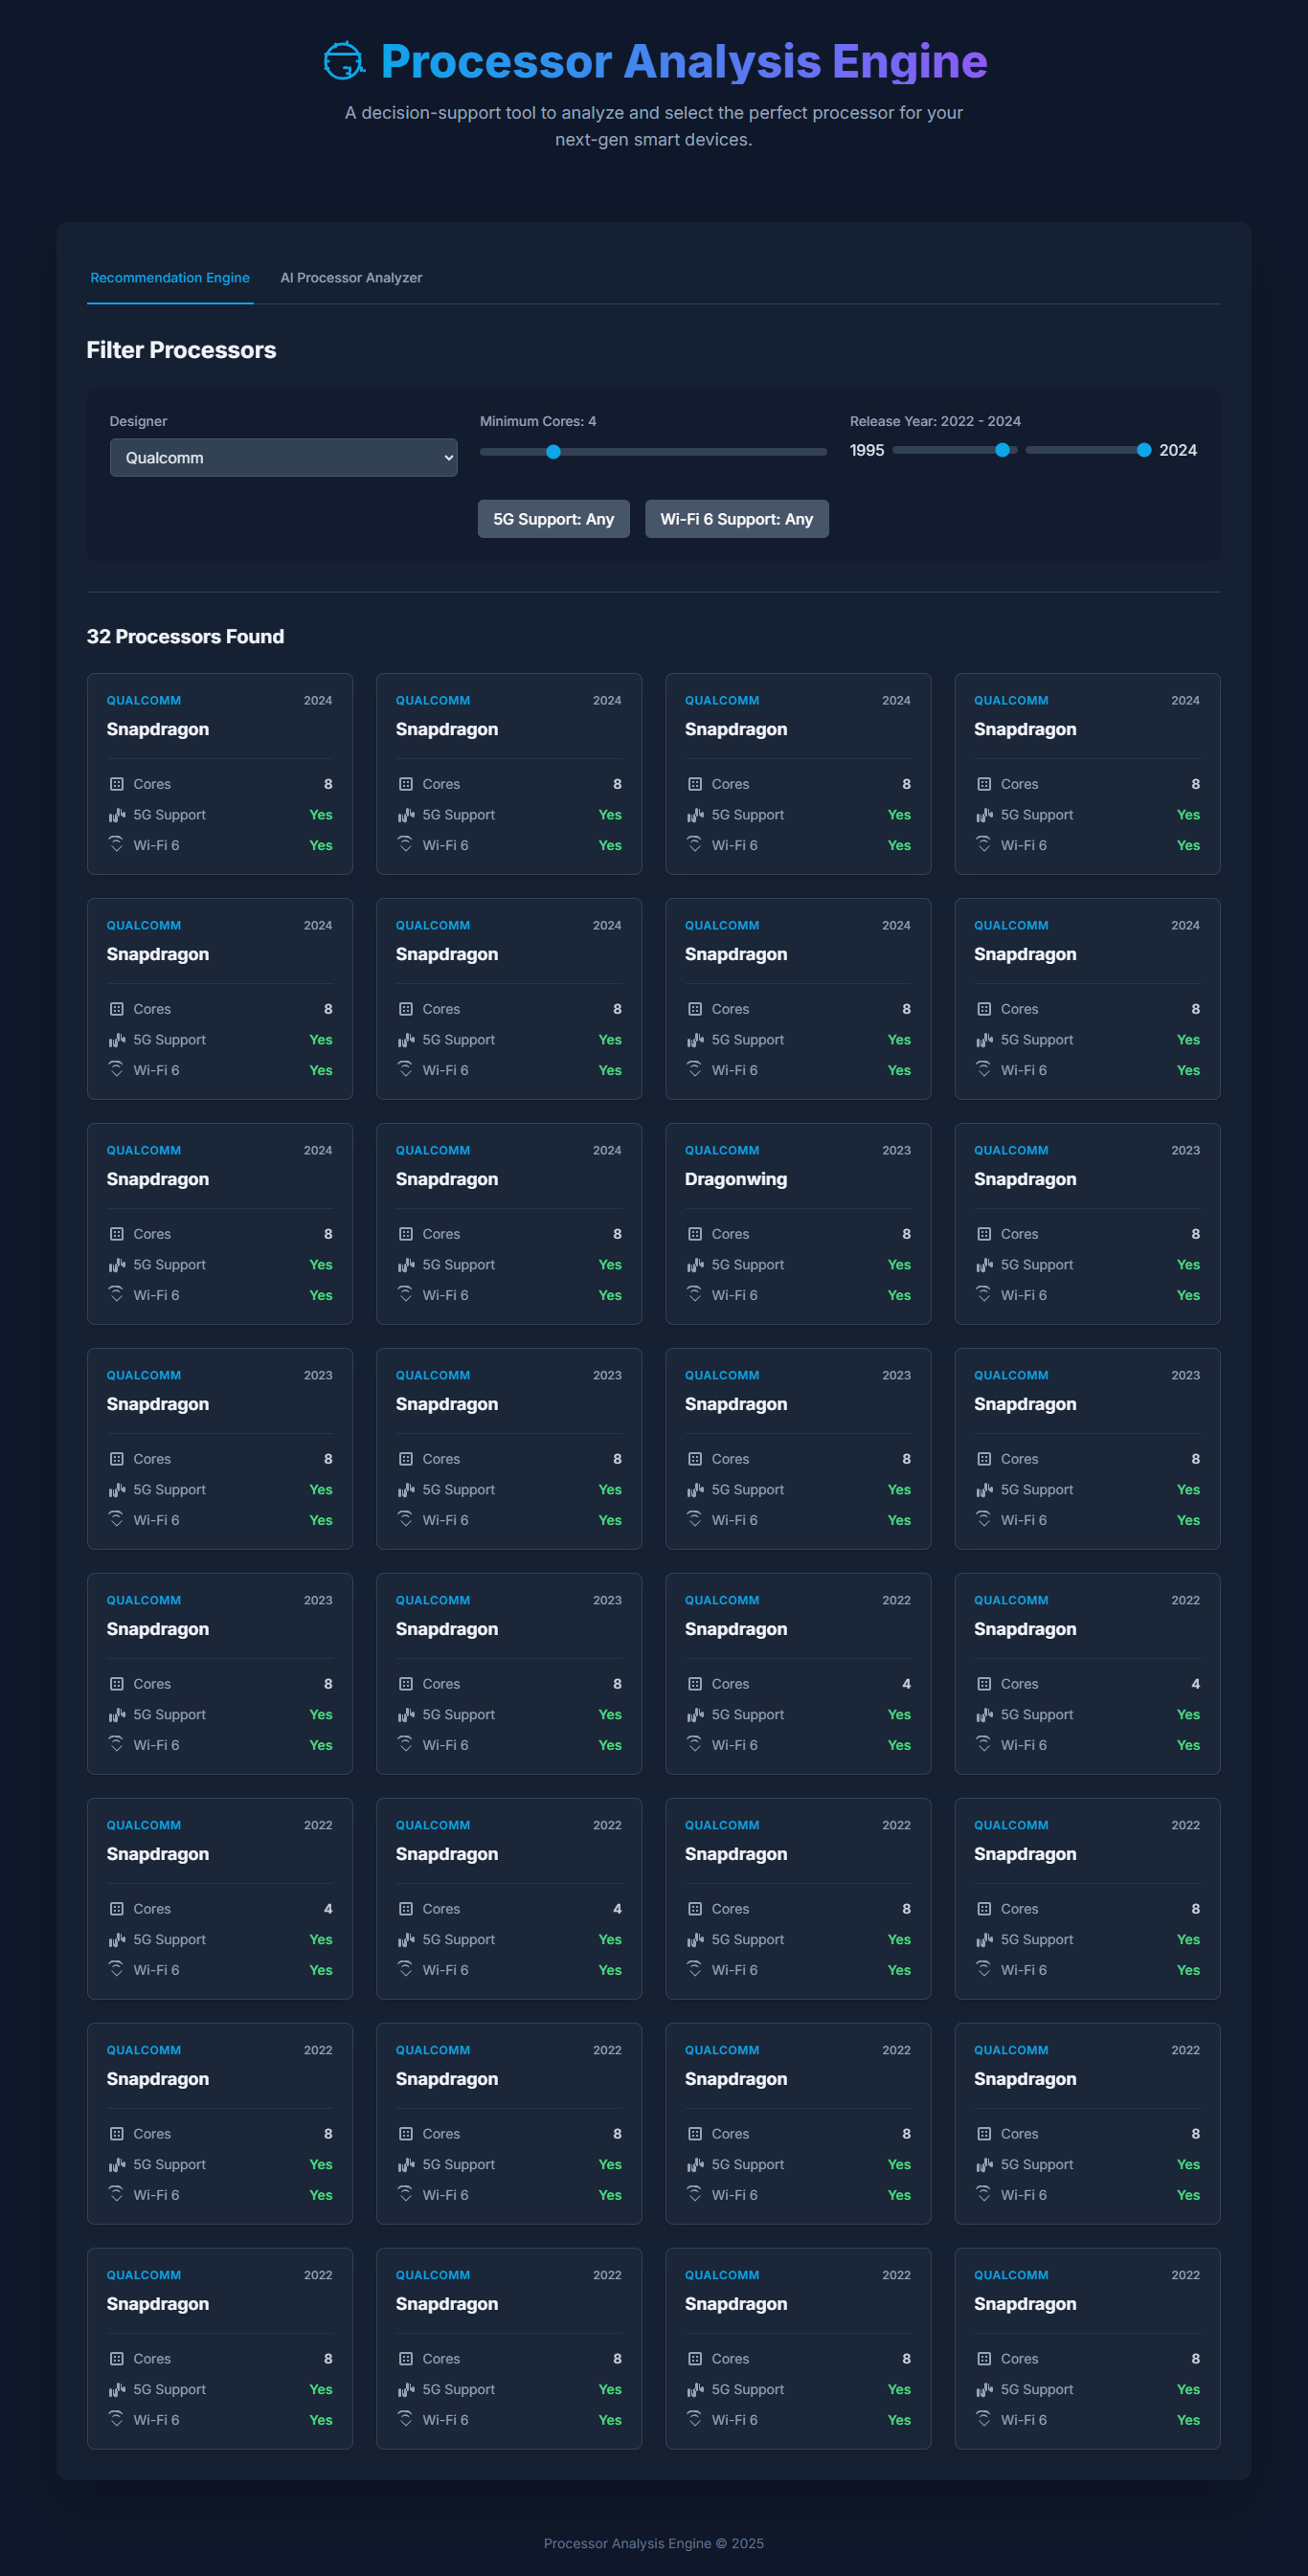 Processor Analysis Engine
A decision-support tool to analyze and select the perfect processor for your
next-gen smart devices.
Recommendation Engine AI Processor Analyzer
Filter Processors
Designer Minimum Cores: 4 Release Year: 2022 - 2024
Qualcomm 1995 2024
5G Support: Any Wi-Fi 6 Support: Any
32 Processors Found
QUALCOMM 2024 QUALCOMM 2024 QUALCOMM 2024 QUALCOMM 2024
Snapdragon Snapdragon Snapdragon Snapdragon
Cores 8 Cores 8 Cores 8 Cores 8
5G Support Yes 5G Support Yes 5G Support Yes 5G Support Yes
Wi-Fi 6 Yes Wi-Fi 6 Yes Wi-Fi 6 Yes Wi-Fi 6 Yes
QUALCOMM 2024 QUALCOMM 2024 QUALCOMM 2024 QUALCOMM 2024
Snapdragon Snapdragon Snapdragon Snapdragon
Cores 8 Cores 8 Cores 8 Cores 8
5G Support Yes 5G Support Yes 5G Support Yes 5G Support Yes
Wi-Fi 6 Yes Wi-Fi 6 Yes Wi-Fi 6 Yes Wi-Fi 6 Yes
QUALCOMM 2024 QUALCOMM 2024 QUALCOMM 2023 QUALCOMM 2023
Snapdragon Snapdragon Dragonwing Snapdragon
Cores 8 Cores 8 Cores 8 Cores 8
5G Support Yes 5G Support Yes 5G Support Yes 5G Support Yes
Wi-Fi 6 Yes Wi-Fi 6 Yes Wi-Fi 6 Yes Wi-Fi 6 Yes
QUALCOMM 2023 QUALCOMM 2023 QUALCOMM 2023 QUALCOMM 2023
Snapdragon Snapdragon Snapdragon Snapdragon
Cores 8 Cores 8 Cores 8 Cores 8
5G Support Yes 5G Support Yes 5G Support Yes 5G Support Yes
Wi-Fi 6 Yes Wi-Fi 6 Yes Wi-Fi 6 Yes Wi-Fi 6 Yes
QUALCOMM 2023 QUALCOMM 2023 QUALCOMM 2022 QUALCOMM 2022
Snapdragon Snapdragon Snapdragon Snapdragon
Cores 8 Cores 8 Cores 4 Cores 4
5G Support Yes 5G Support Yes 5G Support Yes 5G Support Yes
Wi-Fi 6 Yes Wi-Fi 6 Yes Wi-Fi 6 Yes Wi-Fi 6 Yes
QUALCOMM 2022 QUALCOMM 2022 QUALCOMM 2022 QUALCOMM 2022
Snapdragon Snapdragon Snapdragon Snapdragon
Cores 4 Cores 4 Cores 8 Cores 8
5G Support Yes 5G Support Yes 5G Support Yes 5G Support Yes
Wi-Fi 6 Yes Wi-Fi 6 Yes Wi-Fi 6 Yes Wi-Fi 6 Yes
QUALCOMM 2022 QUALCOMM 2022 QUALCOMM 2022 QUALCOMM 2022
Snapdragon Snapdragon Snapdragon Snapdragon
Cores 8 Cores 8 Cores 8 Cores 8
5G Support Yes 5G Support Yes 5G Support Yes 5G Support Yes
Wi-Fi 6 Yes Wi-Fi 6 Yes Wi-Fi 6 Yes Wi-Fi 6 Yes
QUALCOMM 2022 QUALCOMM 2022 QUALCOMM 2022 QUALCOMM 2022
Snapdragon Snapdragon Snapdragon Snapdragon
Cores 8 Cores 8 Cores 8 Cores 8
5G Support Yes 5G Support Yes 5G Support Yes 5G Support Yes
Wi-Fi 6 Yes Wi-Fi 6 Yes Wi-Fi 6 Yes Wi-Fi 6 Yes
Processor Analysis Engine © 2025